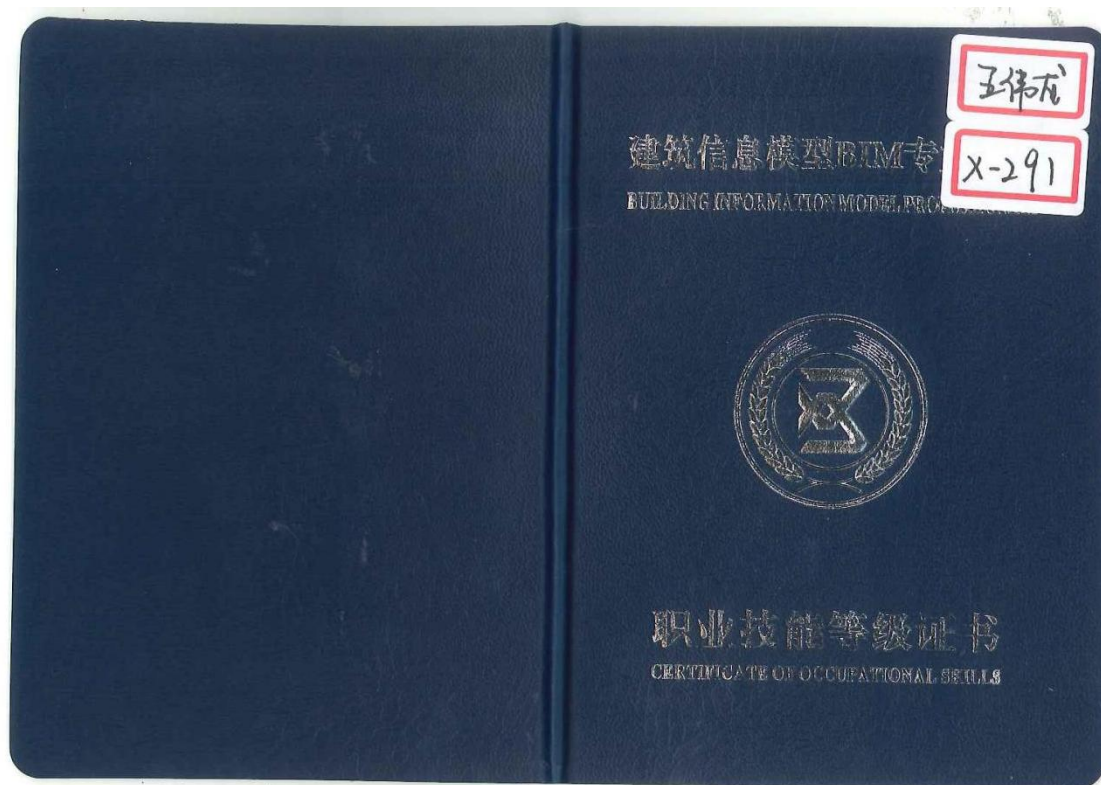 王伟龙
X-291
建筑信息模型BIM专
BUILDING INFORMATION MODEL
职业技能等级证书
CERTIFICATE OF OCCUPATIONAL SKILLS